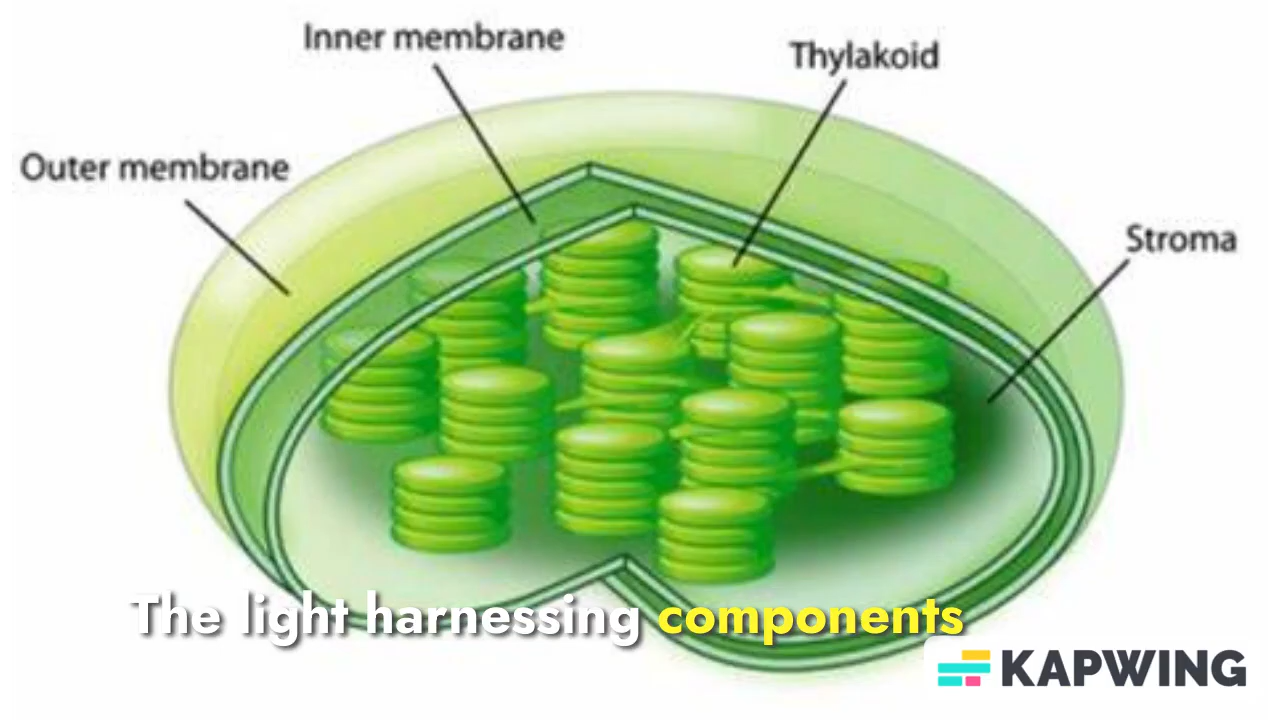 Inner membrane
Thylakoid
Outer membrane
Stroma
The light harnessing components
KAPWING